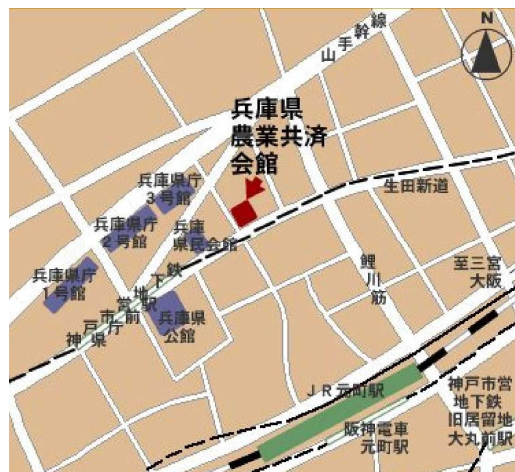 N
山手幹線
兵庫県
農業共済
会館
兵庫県庁
3号館
生田新道
兵庫県庁
2号館
兵庫
県民会館
兵庫県庁
1号館
神戸市営地下鉄
県庁前駅
兵庫県
公館
鯉川筋
至三宮
大阪
JR元町駅
阪神電車
元町駅
神戸市営
地下鉄
旧居留地
大丸前駅